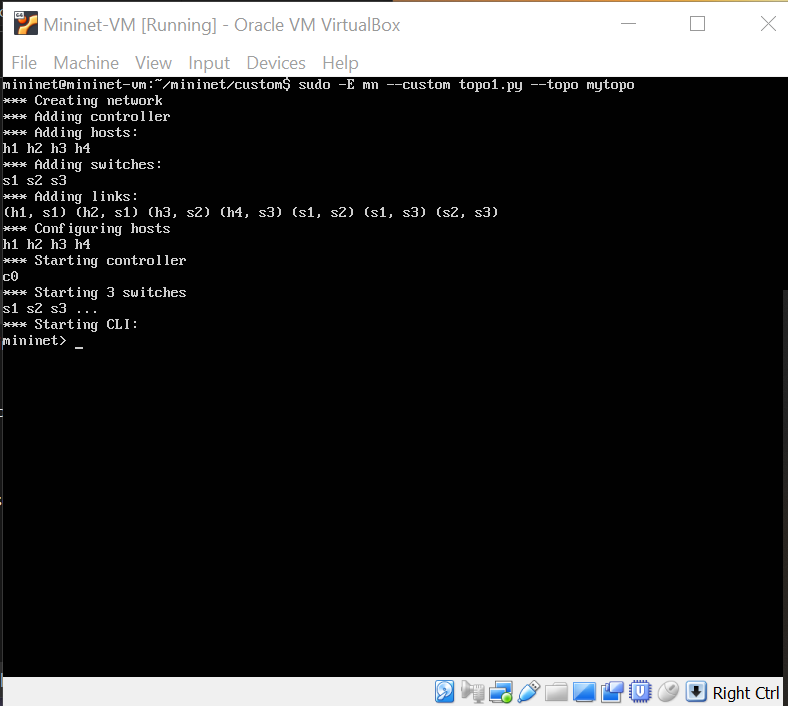 Mininet-VM [Running] - Oracle VM VirtualBox
File Machine View Input Devices Help
mininet@mininet-vm:~/mininet/custom$ sudo -E mn --custom topo1.py --topo mytopo
*** Creating network
*** Adding controller
*** Adding hosts:
h1 h2 h3 h4
*** Adding switches:
s1 s2 s3
*** Adding links:
(h1, s1) (h2, s1) (h3, s2) (h4, s3) (s1, s2) (s1, s3) (s2, s3)
*** Configuring hosts
h1 h2 h3 h4
*** Starting controller
c0
*** Starting 3 switches
s1 s2 s3 ...
*** Starting CLI:
mininet> _
Right Ctrl